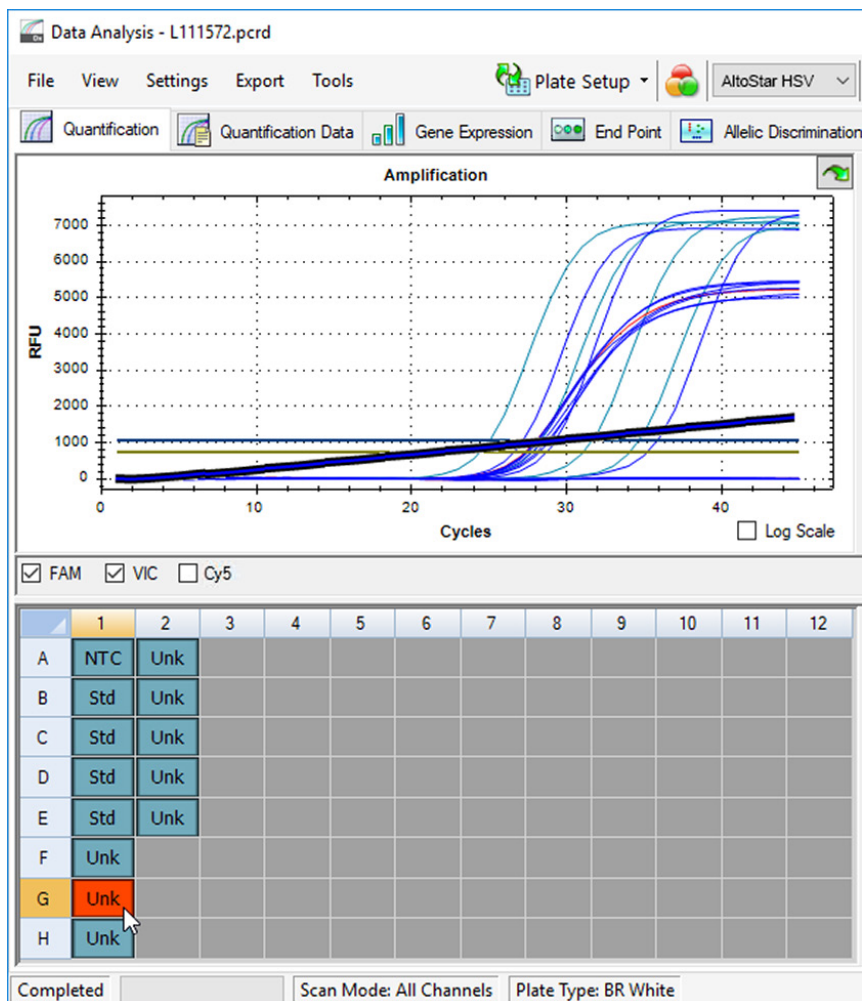 Data Analysis - L111572.pcrd
File View Settings Export Tools Plate Setup AltoStar HSV
Quantification Quantification Data Gene Expression End Point Allelic Discrimination
Amplification
7000
6000
5000
4000
3000
2000
1000
0
RFU
0 10 20 30 40
Cycles
Log Scale
FAM VIC Cy5
1 2 3 4 5 6 7 8 9 10 11 12
A NTC Unk
B Std Unk
C Std Unk
D Std Unk
E Std Unk
F Unk
G Unk
H Unk
Completed Scan Mode: All Channels Plate Type: BR White